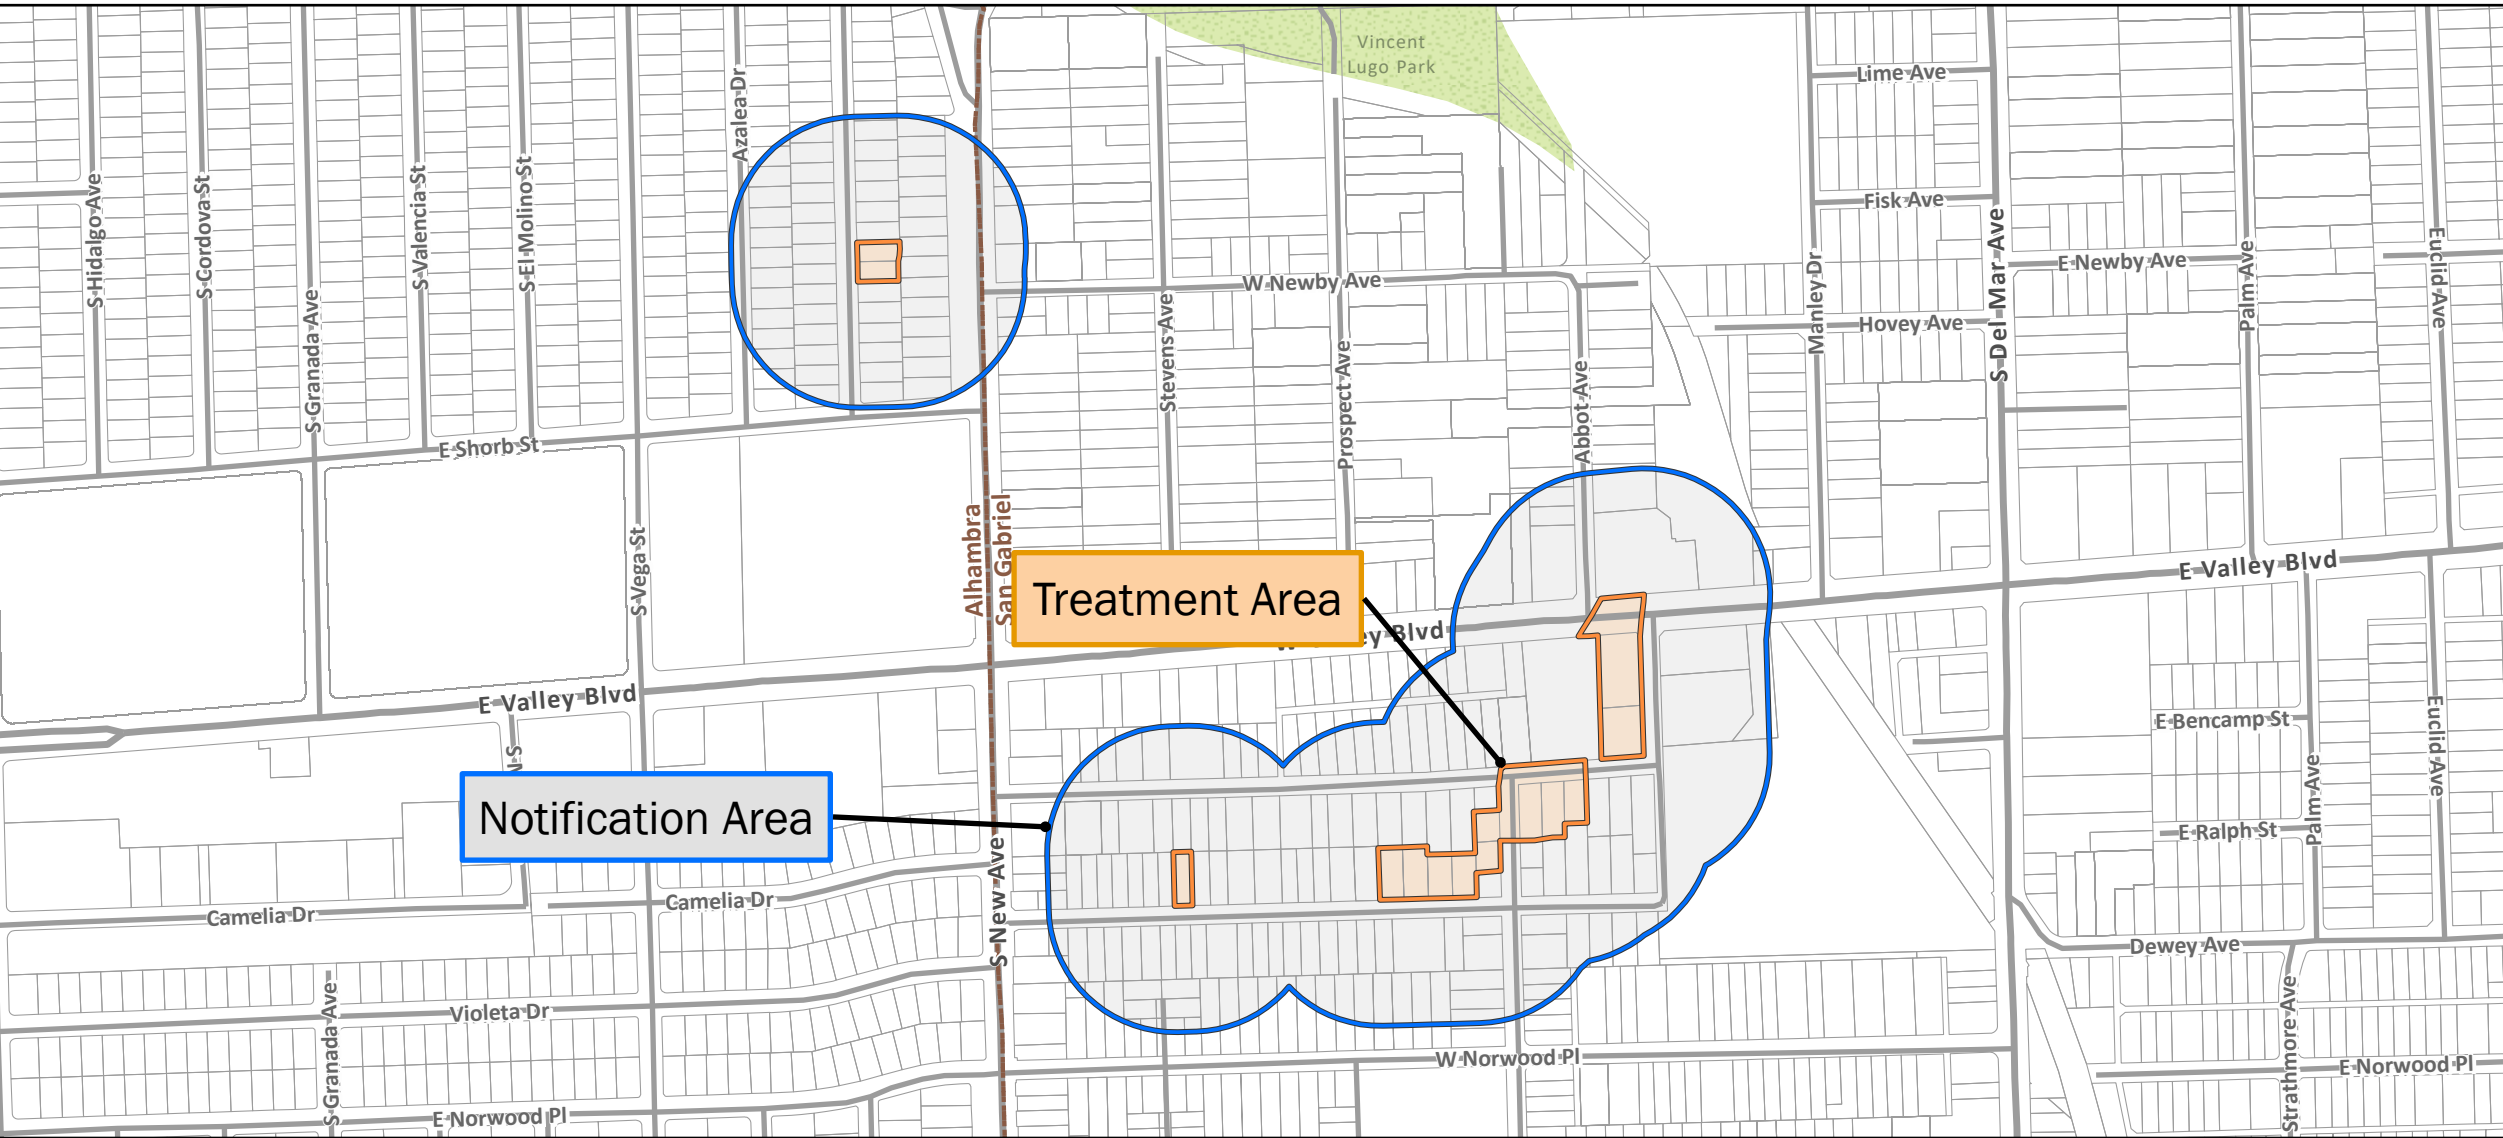 Vincent
Lugo Park
Lime Ave
Azalea Dr
Fisk Ave
S Hidalgo Ave
S Cordova St
S Valencia St
S El Molino St
S Granada Ave
S Del Mar Ave
Euclid Ave
Palm Ave
E Newby Ave
W Newby Ave
Manley Dr
Hovey Ave
Stevens Ave
Prospect Ave
Abbot Ave
E Shorb St
Alhambra
San Gabriel
S Vega St
E Valley Blvd
Treatment Area
ey Blvd
E Valley Blvd
E Bencamp St
Euclid Ave
Palm Ave
Notification Area
E Ralph St
S New Ave
Camelia Dr
Camelia Dr
Dewey Ave
Violeta Dr
S Granada Ave
Strathmore Ave
W Norwood Pl
E Norwood Pl
E Norwood Pl